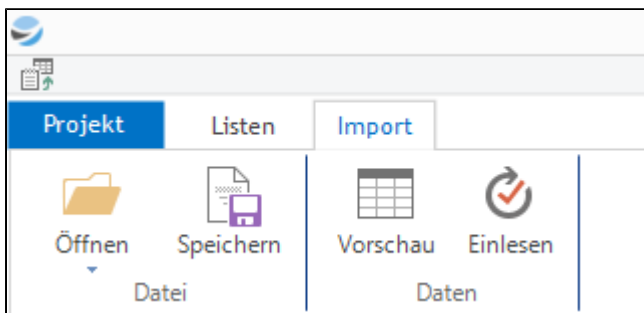 Projekt Listen Import
Öffnen Speichern Vorschau Einlesen
Datei Daten